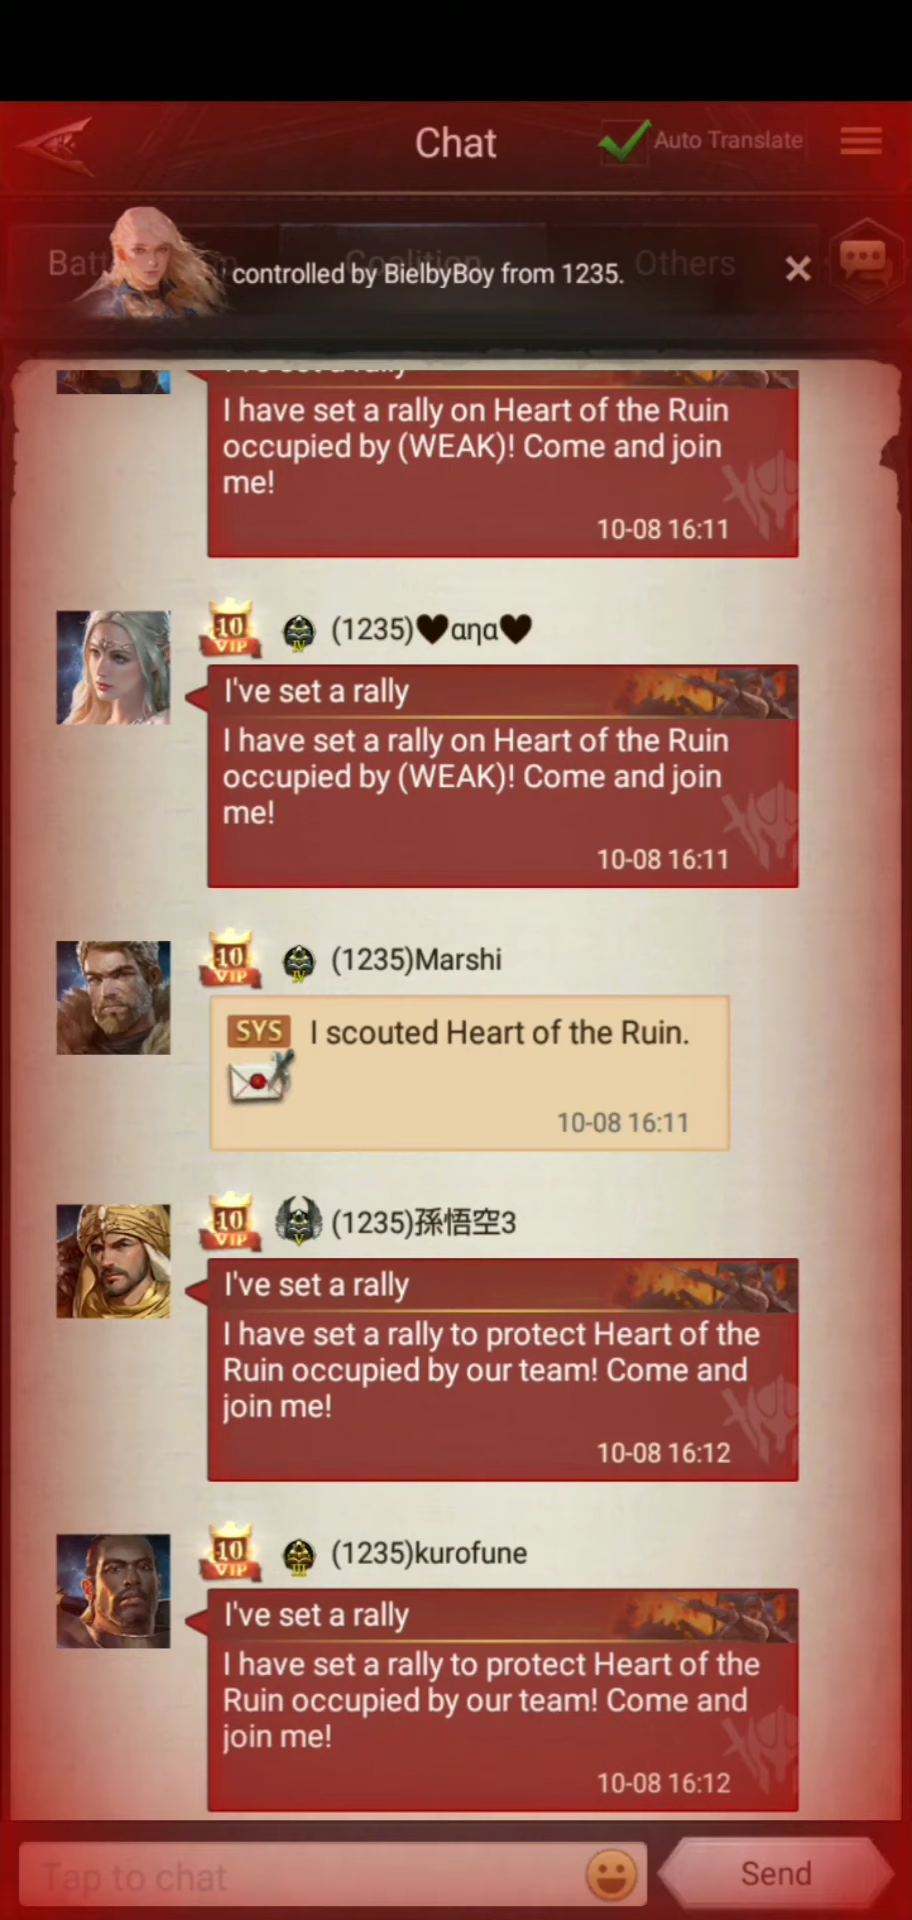 Chat
Auto Translate
Coalition
Others
controlled by BielbyBoy from 1235.
I have set a rally on Heart of the Ruin
occupied by (WEAK)! Come and join
me!
10-08 16:11
10
VIP
IV
(1235)🖤αηα🖤
I've set a rally
I have set a rally on Heart of the Ruin
occupied by (WEAK)! Come and join
me!
10-08 16:11
10
VIP
IV
(1235)Marshi
SYS I scouted Heart of the Ruin.
10-08 16:11
10
VIP
V
(1235)孫悟空3
I've set a rally
I have set a rally to protect Heart of the
Ruin occupied by our team! Come and
join me!
10-08 16:12
10
VIP
III
(1235)kurofune
I've set a rally
I have set a rally to protect Heart of the
Ruin occupied by our team! Come and
join me!
10-08 16:12
Tap to chat
Send